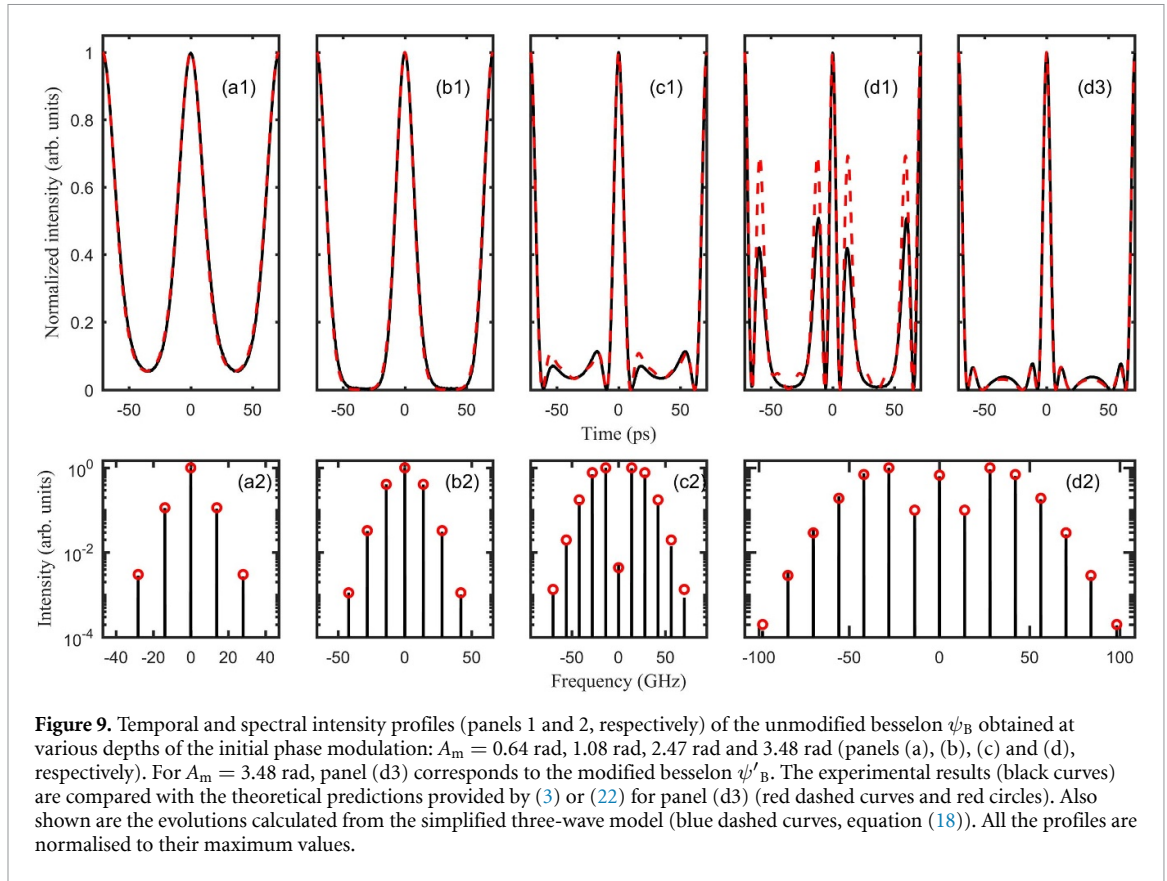 Normalized intensity (arb. units)
1
0.8
0.6
0.4
0.2
0
(a1)
(b1)
(c1)
(d1)
(d3)
-50 0 50
-50 0 50
-50 0 50
-50 0 50
-50 0 50
Time (ps)
Intensity (arb. units)
10^0
10^-2
10^-4
(a2)
(b2)
(c2)
(d2)
-40 -20 0 20 40
-50 0 50
-50 0 50
-100 -50 0 50 100
Frequency (GHz)
Figure 9. Temporal and spectral intensity profiles (panels 1 and 2, respectively) of the unmodified besselon ψ_B obtained at
various depths of the initial phase modulation: A_m = 0.64 rad, 1.08 rad, 2.47 rad and 3.48 rad (panels (a), (b), (c) and (d),
respectively). For A_m = 3.48 rad, panel (d3) corresponds to the modified besselon ψ′_B. The experimental results (black curves)
are compared with the theoretical predictions provided by (3) or (22) for panel (d3) (red dashed curves and red circles). Also
shown are the evolutions calculated from the simplified three-wave model (blue dashed curves, equation (18)). All the profiles are
normalised to their maximum values.